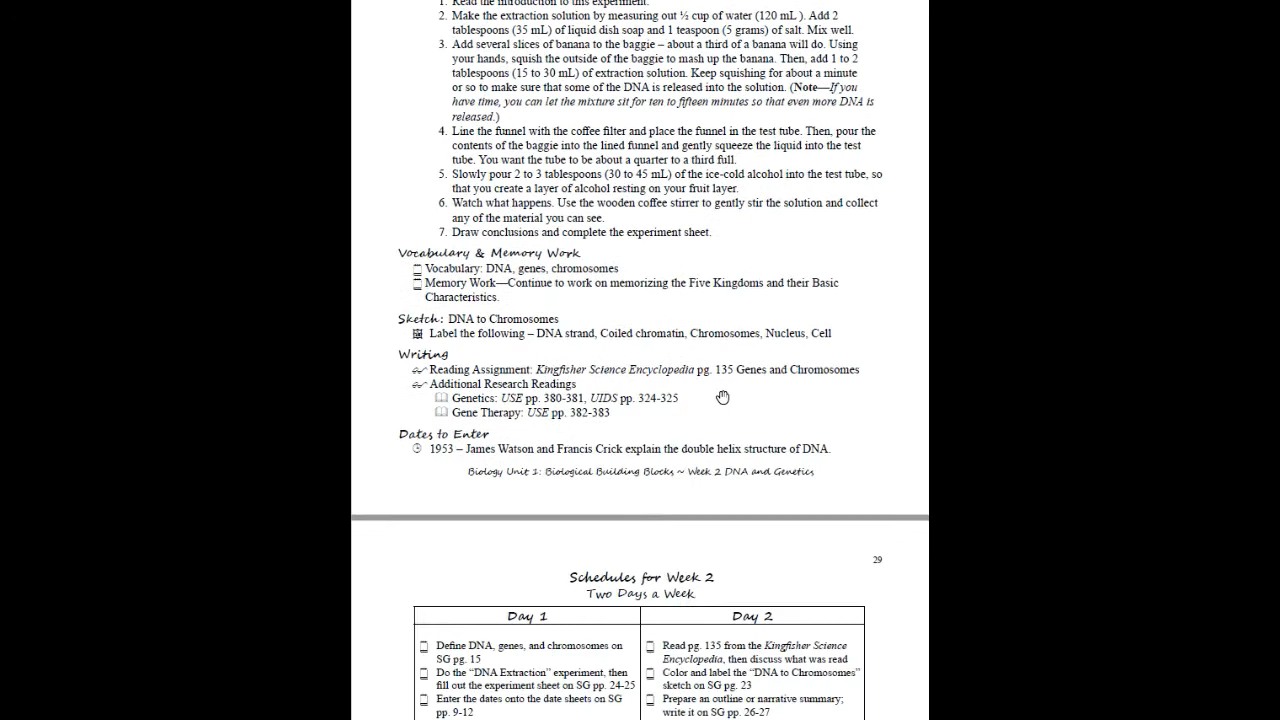 1. Read the introduction to this experiment.
2. Make the extraction solution by measuring out ½ cup of water (120 mL ). Add 2
tablespoons (35 mL) of liquid dish soap and 1 teaspoon (5 grams) of salt. Mix well.
3. Add several slices of banana to the baggie – about a third of a banana will do. Using
your hands, squish the outside of the baggie to mash up the banana. Then, add 1 to 2
tablespoons (15 to 30 mL) of extraction solution. Keep squishing for about a minute
or so to make sure that some of the DNA is released into the solution. (Note—If you
have time, you can let the mixture sit for ten to fifteen minutes so that even more DNA is
released.)
4. Line the funnel with the coffee filter and place the funnel in the test tube. Then, pour the
contents of the baggie into the lined funnel and gently squeeze the liquid into the test
tube. You want the tube to be about a quarter to a third full.
5. Slowly pour 2 to 3 tablespoons (30 to 45 mL) of the ice-cold alcohol into the test tube, so
that you create a layer of alcohol resting on your fruit layer.
6. Watch what happens. Use the wooden coffee stirrer to gently stir the solution and collect
any of the material you can see.
7. Draw conclusions and complete the experiment sheet.
Vocabulary & Memory Work
Vocabulary: DNA, genes, chromosomes
Memory Work—Continue to work on memorizing the Five Kingdoms and their Basic
Characteristics.
Sketch: DNA to Chromosomes
Label the following – DNA strand, Coiled chromatin, Chromosomes, Nucleus, Cell
Writing
Reading Assignment: Kingfisher Science Encyclopedia pg. 135 Genes and Chromosomes
Additional Research Readings
Genetics: USE pp. 380-381, UIDS pp. 324-325
Gene Therapy: USE pp. 382-383
Dates to Enter
1953 – James Watson and Francis Crick explain the double helix structure of DNA.
Biology Unit 1: Biological Building Blocks ~ Week 2 DNA and Genetics
29
Schedules for Week 2
Two Days a Week
Day 1
Define DNA, genes, and chromosomes on
SG pg. 15
Do the “DNA Extraction” experiment, then
fill out the experiment sheet on SG pp. 24-25
Enter the dates onto the date sheets on SG
pp. 9-12
Day 2
Read pg. 135 from the Kingfisher Science
Encyclopedia, then discuss what was read
Color and label the “DNA to Chromosomes”
sketch on SG pg. 23
Prepare an outline or narrative summary;
write it on SG pp. 26-27